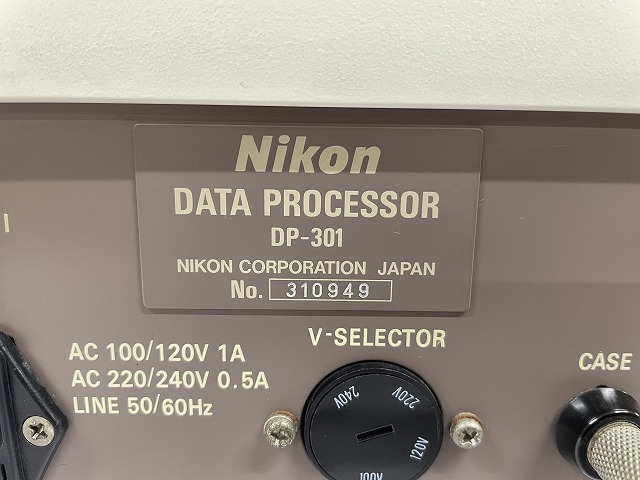 Nikon
DATA PROCESSOR
DP-301
NIKON CORPORATION JAPAN
No. 310949
V-SELECTOR
AC 100/120V 1A
AC 220/240V 0.5A
LINE 50/60Hz
CASE
240V
220V
120V
100V